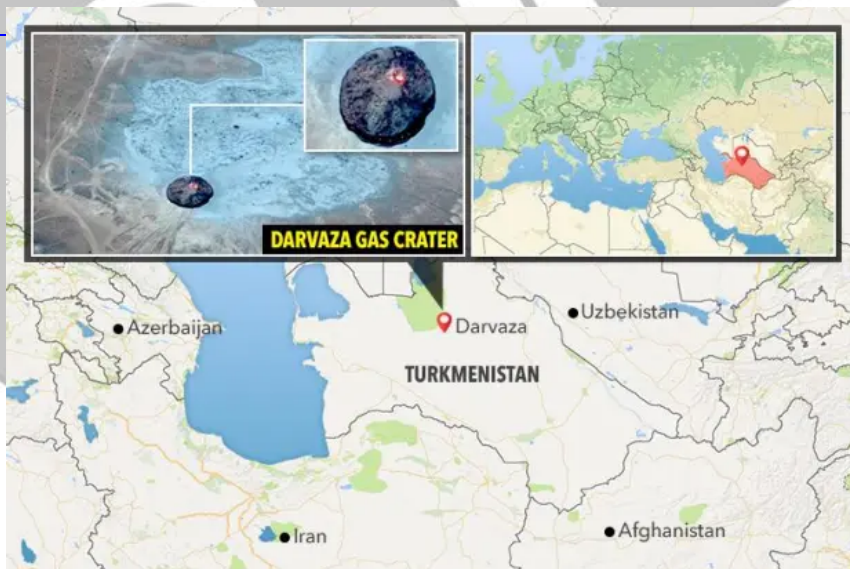 DARVAZA GAS CRATER
Azerbaijan
Darvaza
Uzbekistan
TURKMENISTAN
Iran
Afghanistan